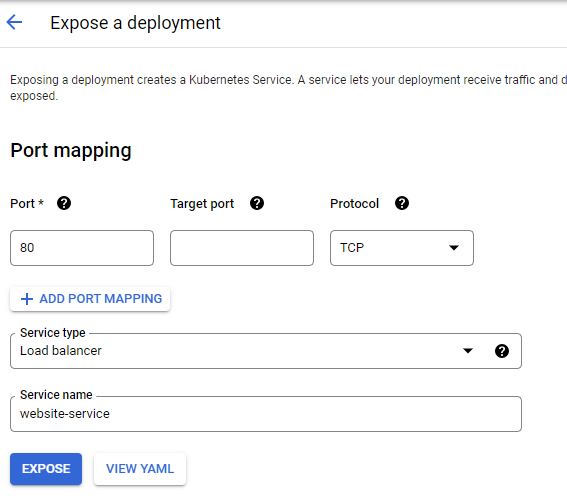 Expose a deployment
Exposing a deployment creates a Kubernetes Service. A service lets your deployment receive traffic and d
exposed.
Port mapping
Port * Target port Protocol
80 TCP
ADD PORT MAPPING
Service type
Load balancer
Service name
website-service
EXPOSE VIEW YAML